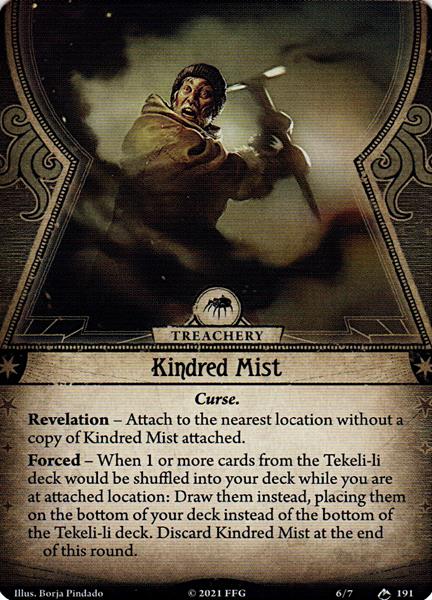 TREACHERY
Kindred Mist
Curse.
Revelation – Attach to the nearest location without a
copy of Kindred Mist attached.
Forced – When 1 or more cards from the Tekeli-li
deck would be shuffled into your deck while you are
at attached location: Draw them instead, placing them
on the bottom of your deck instead of the bottom of
the Tekeli-li deck. Discard Kindred Mist at the end
of this round.
Illus. Borja Pindado © 2021 FFG 6/7 191